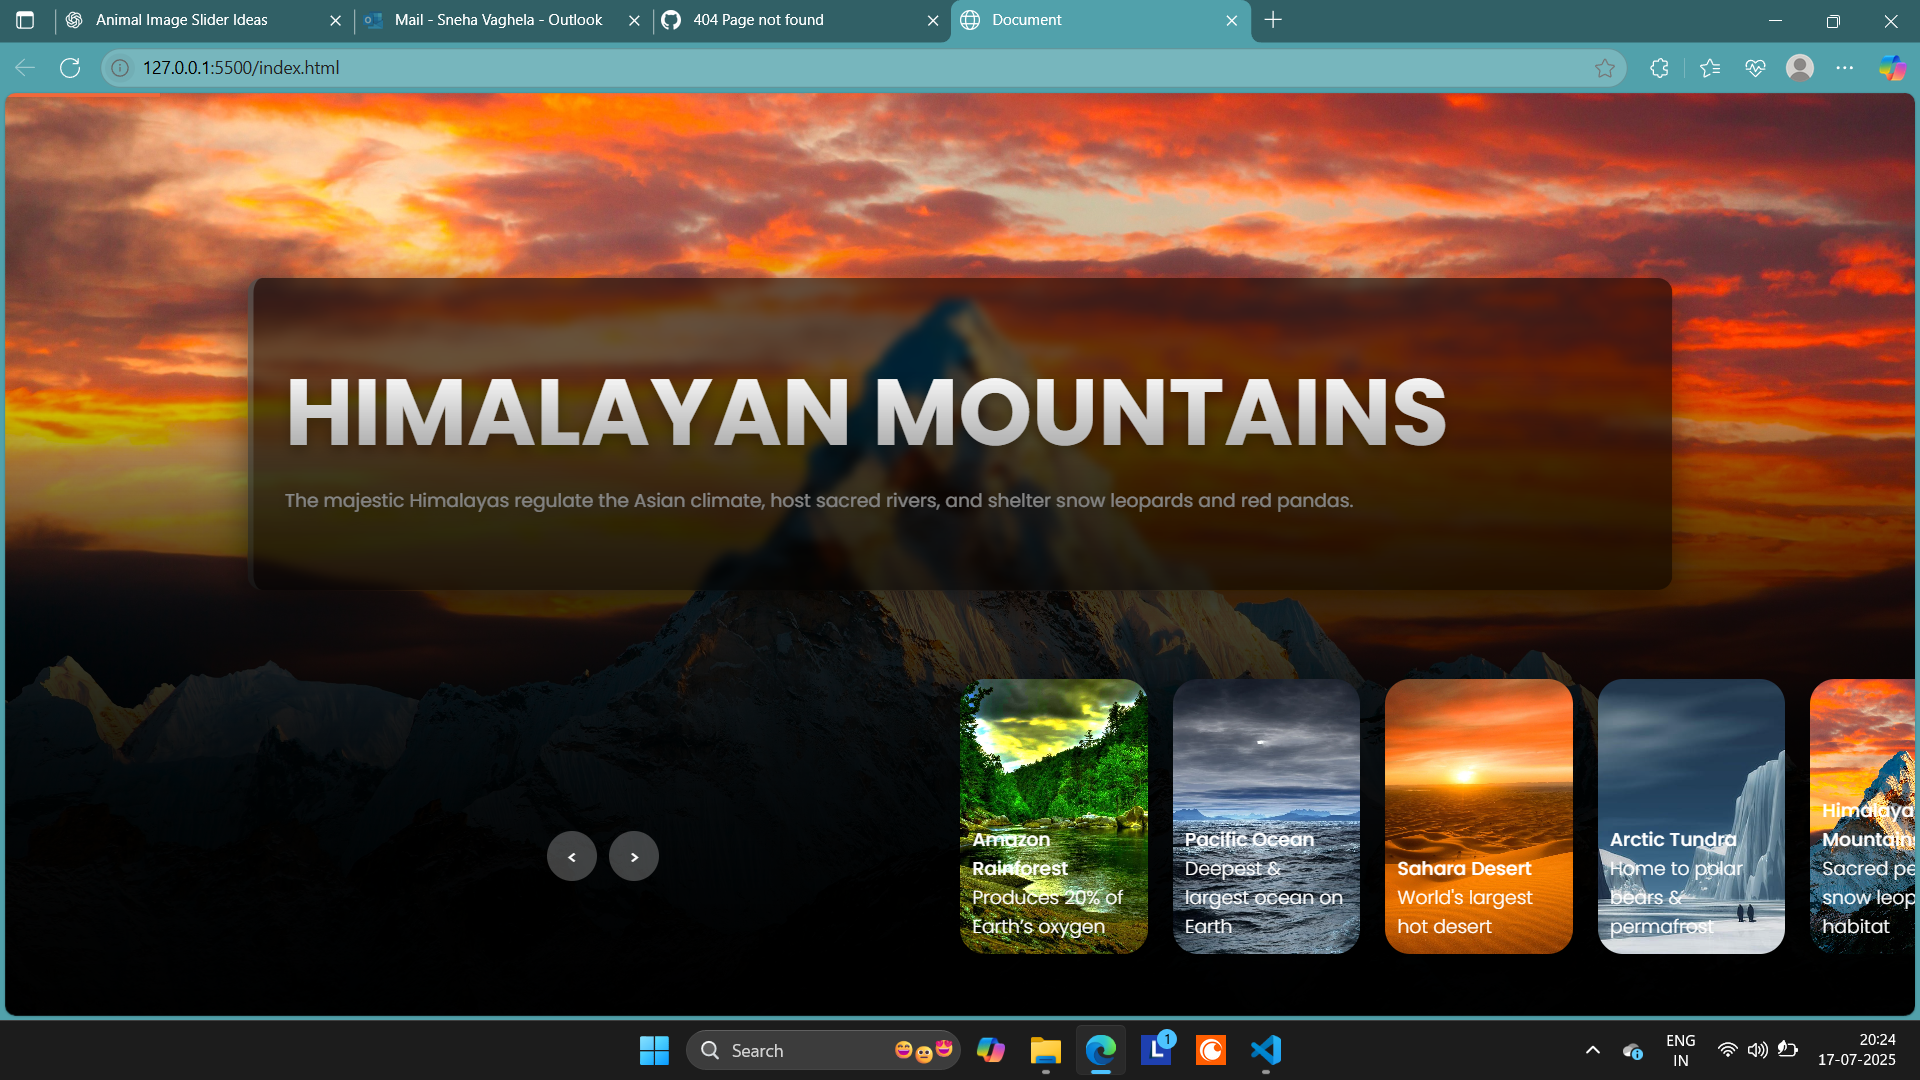 Animal Image Slider Ideas
Mail - Sneha Vaghela - Outlook
404 Page not found
Document
127.0.0.1:5500/index.html
HIMALAYAN MOUNTAINS
The majestic Himalayas regulate the Asian climate, host sacred rivers, and shelter snow leopards and red pandas.
< >
Amazon
Rainforest
Produces 20% of
Earth's oxygen
Pacific Ocean
Deepest &
largest ocean on
Earth
Sahara Desert
World's largest
hot desert
Arctic Tundra
Home to polar
bears &
permafrost
Himalaya
Mountain
Sacred pe
snow leop
habitat
Search
L
1
ENG
IN
20:24
17-07-2025